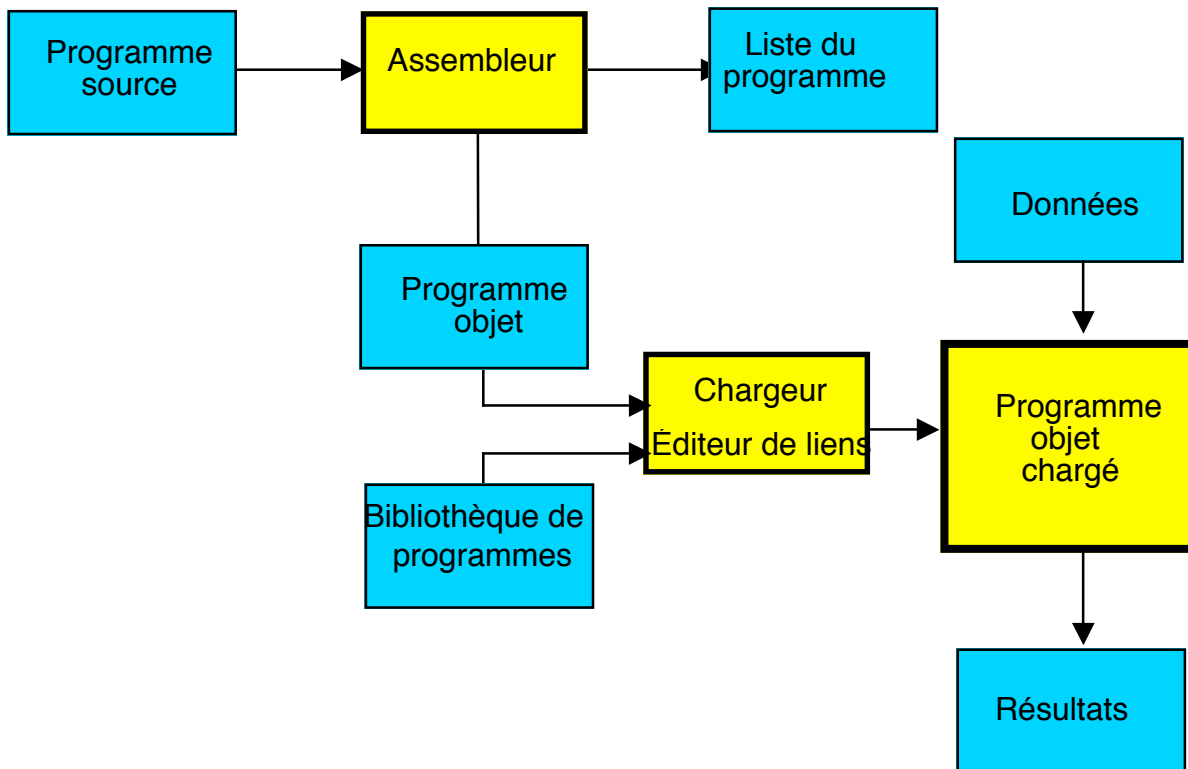 Programme
source
Assembleur
Liste du
programme
Données
Programme
objet
Chargeur
Éditeur de liens
Programme
objet
chargé
Bibliothèque de
programmes
Résultats